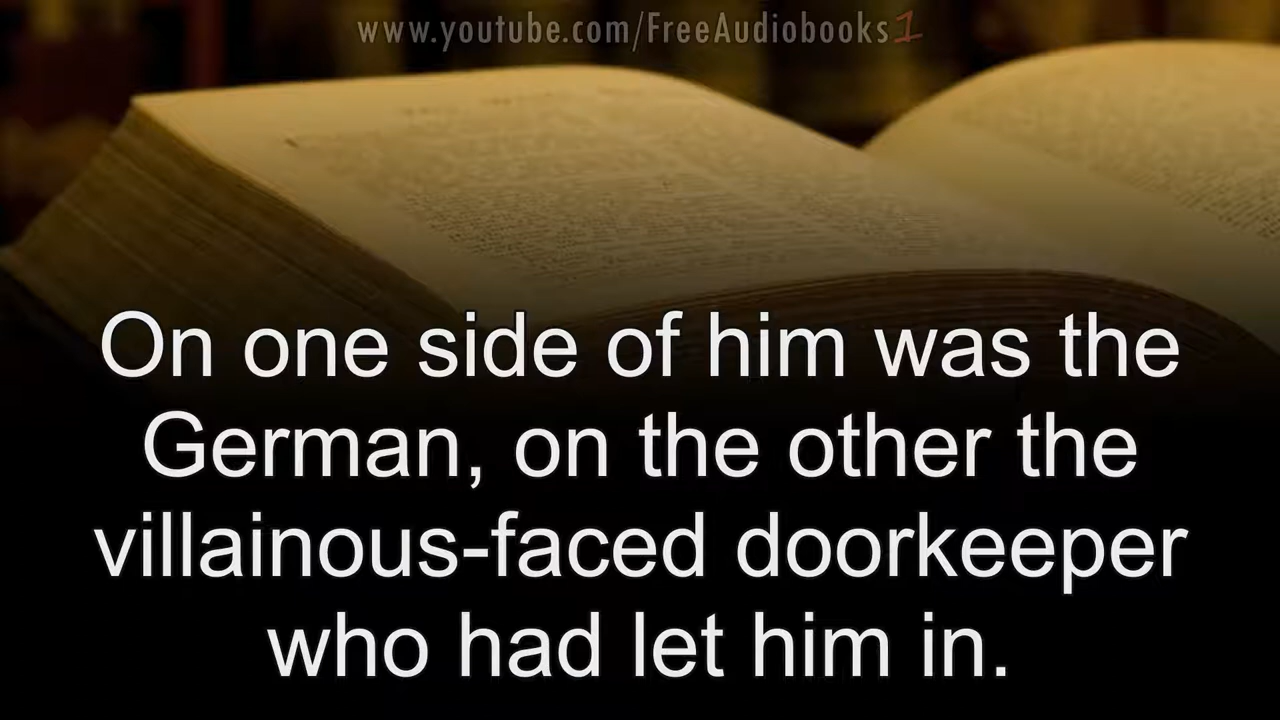 www.youtube.com/FreeAudiobooks1
On one side of him was the
German, on the other the
villainous-faced doorkeeper
who had let him in.